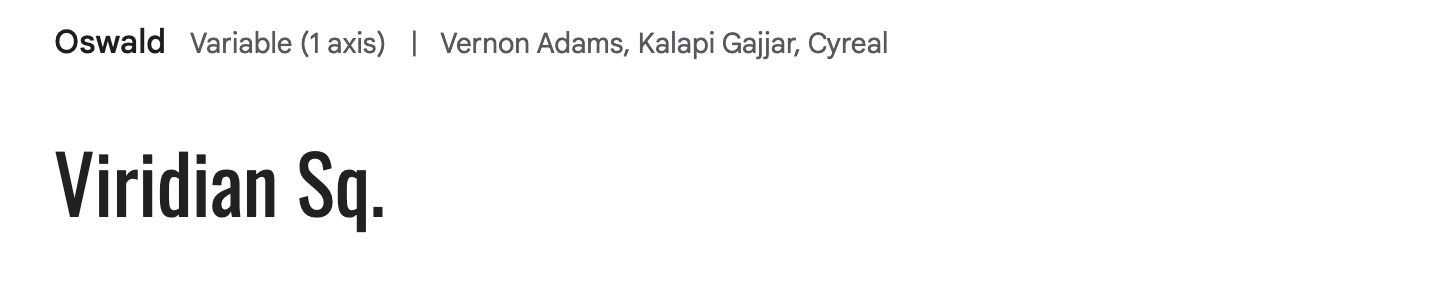 Oswald Variable (1 axis) | Vernon Adams, Kalapi Gajjar, Cyreal
Viridian Sq.